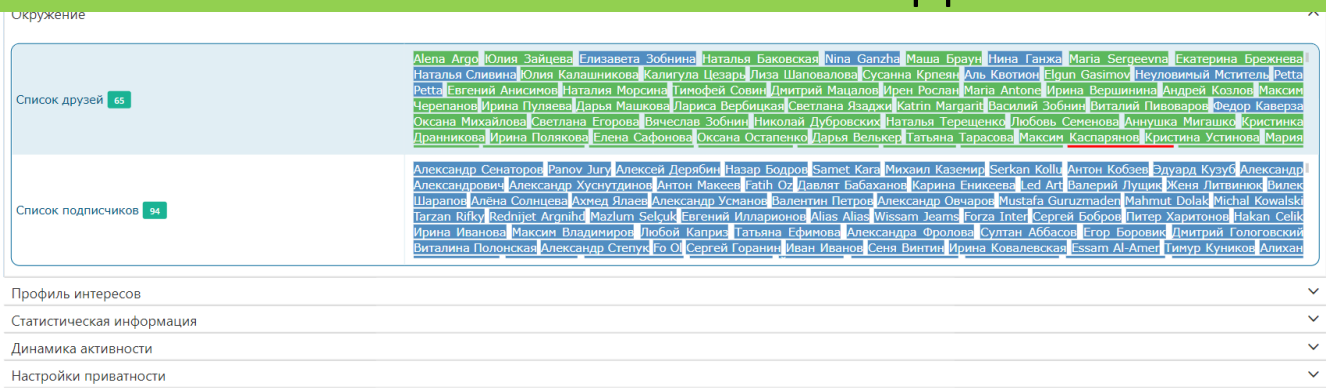 Окружение
Список друзей 65
Alena Argo Юлия Зайцева Елизавета Зобнина Наталья Баковская Nina Ganzha Маша Браун Нина Ганжа Maria Sergeevna Екатерина Брежнева
Наталья Сливина Юлия Калашникова Калигула Цезарь Лиза Шаповалова Сусанна Крпеян Аль Квотион Elgun Gasimov Неуловимый Мститель Petta
Petta Евгений Анисимов Наталия Морсина Тимофей Совин Дмитрий Мацалов Ирен Рослан Maria Antone Ирина Вершинина Андрей Козлов Максим
Черепанов Ирина Пуляева Дарья Машкова Лариса Вербицкая Светлана Язаджи Katrin Margarit Василий Зобнин Виталий Пивоваров Федор Каверза
Оксана Михайлова Светлана Егорова Вячеслав Зобнин Николай Дубровских Наталья Терещенко Любовь Семенова Аннушка Мигашко Кристинка
Дранникова Ирина Полякова Елена Сафонова Оксана Остапенко Дарья Велькер Татьяна Тарасова Максим Каспарянов Кристина Устинова Мария
Список подписчиков 94
Александр Сенаторов Panov Jury Алексей Дерябин Назар Бодров Samet Kara Михаил Каземир Serkan Kollu Антон Кобзев Эдуард Кузуб Александр
Александрович Александр Хуснутдинов Антон Макеев Fatih Oz Давлят Бабаханов Карина Еникеева Led Art Валерий Лущик Женя Литвинюк Вилек
Шарапов Алёна Солнцева Ахмед Ялаев Александр Усманов Валентин Петров Александр Овчаров Mustafa Guruzmaden Mahmut Dolak Michal Kowalski
Tarzan Rifky Rednijet Argnihd Mazlum Selçuk Евгений Илларионов Alias Alias Wissam Jeams Forza Inter Сергей Бобров Питер Харитонов Hakan Celik
Ирина Иванова Максим Владимиров Любой Каприз Татьяна Ефимова Александра Фролова Султан Аббасов Егор Боровик Дмитрий Гологовский
Виталина Полонская Александр Степук Fo Ol Сергей Горанин Иван Иванов Сеня Винтин Ирина Ковалевская Essam Al-Amer Тимур Куников Алихан
Профиль интересов
Статистическая информация
Динамика активности
Настройки приватности